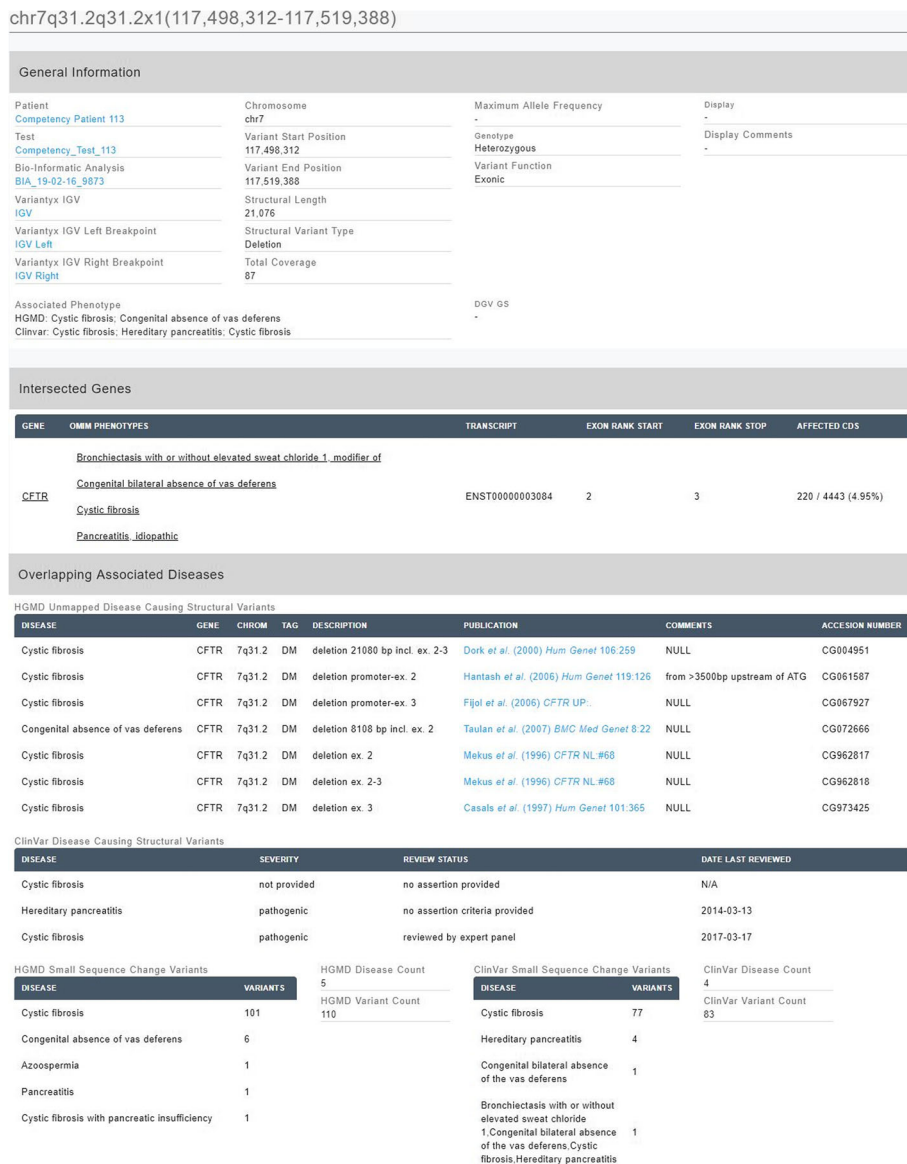 chr7q31.2q31.2x1(117,498,312-117,519,388)
General Information
Patient
Competency Patient 113
Test
Competency_Test_113
Bio-Informatic Analysis
BIA_19-02-16_9873
Variantyx IGV
IGV
Variantyx IGV Left Breakpoint
IGV Left
Variantyx IGV Right Breakpoint
IGV Right
Chromosome
chr7
Variant Start Position
117,498,312
Variant End Position
117,519,388
Structural Length
21,076
Structural Variant Type
Deletion
Total Coverage
87
Maximum Allele Frequency
-
Genotype
Heterozygous
Variant Function
Exonic
Display
-
Display Comments
-
Associated Phenotype
HGMD: Cystic fibrosis; Congenital absence of vas deferens
Clinvar: Cystic fibrosis; Hereditary pancreatitis; Cystic fibrosis
DGV GS
-
Intersected Genes
GENE OMIM PHENOTYPES TRANSCRIPT EXON RANK START EXON RANK STOP AFFECTED CDS
Bronchiectasis with or without elevated sweat chloride 1, modifier of
Congenital bilateral absence of vas deferens
CFTR ENST00000003084 2 3 220 / 4443 (4.95%)
Cystic fibrosis
Pancreatitis, idiopathic
Overlapping Associated Diseases
HGMD Unmapped Disease Causing Structural Variants
DISEASE GENE CHROM TAG DESCRIPTION PUBLICATION COMMENTS ACCESION NUMBER
Cystic fibrosis CFTR 7q31.2 DM deletion 21080 bp incl. ex. 2-3 Dork et al. (2000) Hum Genet 106:259 NULL CG004951
Cystic fibrosis CFTR 7q31.2 DM deletion promoter-ex. 2 Hantash et al. (2006) Hum Genet 119:126 from >3500bp upstream of ATG CG061587
Cystic fibrosis CFTR 7q31.2 DM deletion promoter-ex. 3 Fijol et al. (2006) CFTR UP:. NULL CG067927
Congenital absence of vas deferens CFTR 7q31.2 DM deletion 8108 bp incl. ex. 2 Taulan et al. (2007) BMC Med Genet 8:22 NULL CG072666
Cystic fibrosis CFTR 7q31.2 DM deletion ex. 2 Mekus et al. (1996) CFTR NL:#68 NULL CG962817
Cystic fibrosis CFTR 7q31.2 DM deletion ex. 2-3 Mekus et al. (1996) CFTR NL:#68 NULL CG962818
Cystic fibrosis CFTR 7q31.2 DM deletion ex. 3 Casals et al. (1997) Hum Genet 101:365 NULL CG973425
ClinVar Disease Causing Structural Variants
DISEASE SEVERITY REVIEW STATUS DATE LAST REVIEWED
Cystic fibrosis not provided no assertion provided N/A
Hereditary pancreatitis pathogenic no assertion criteria provided 2014-03-13
Cystic fibrosis pathogenic reviewed by expert panel 2017-03-17
HGMD Small Sequence Change Variants
DISEASE VARIANTS
Cystic fibrosis 101
Congenital absence of vas deferens 6
Azoospermia 1
Pancreatitis 1
Cystic fibrosis with pancreatic insufficiency 1
HGMD Disease Count
5
HGMD Variant Count
110
ClinVar Small Sequence Change Variants
DISEASE VARIANTS
Cystic fibrosis 77
Hereditary pancreatitis 4
Congenital bilateral absence
of the vas deferens 1
Bronchiectasis with or without
elevated sweat chloride
1,Congenital bilateral absence 1
of the vas deferens,Cystic
fibrosis,Hereditary pancreatitis
ClinVar Disease Count
4
ClinVar Variant Count
83